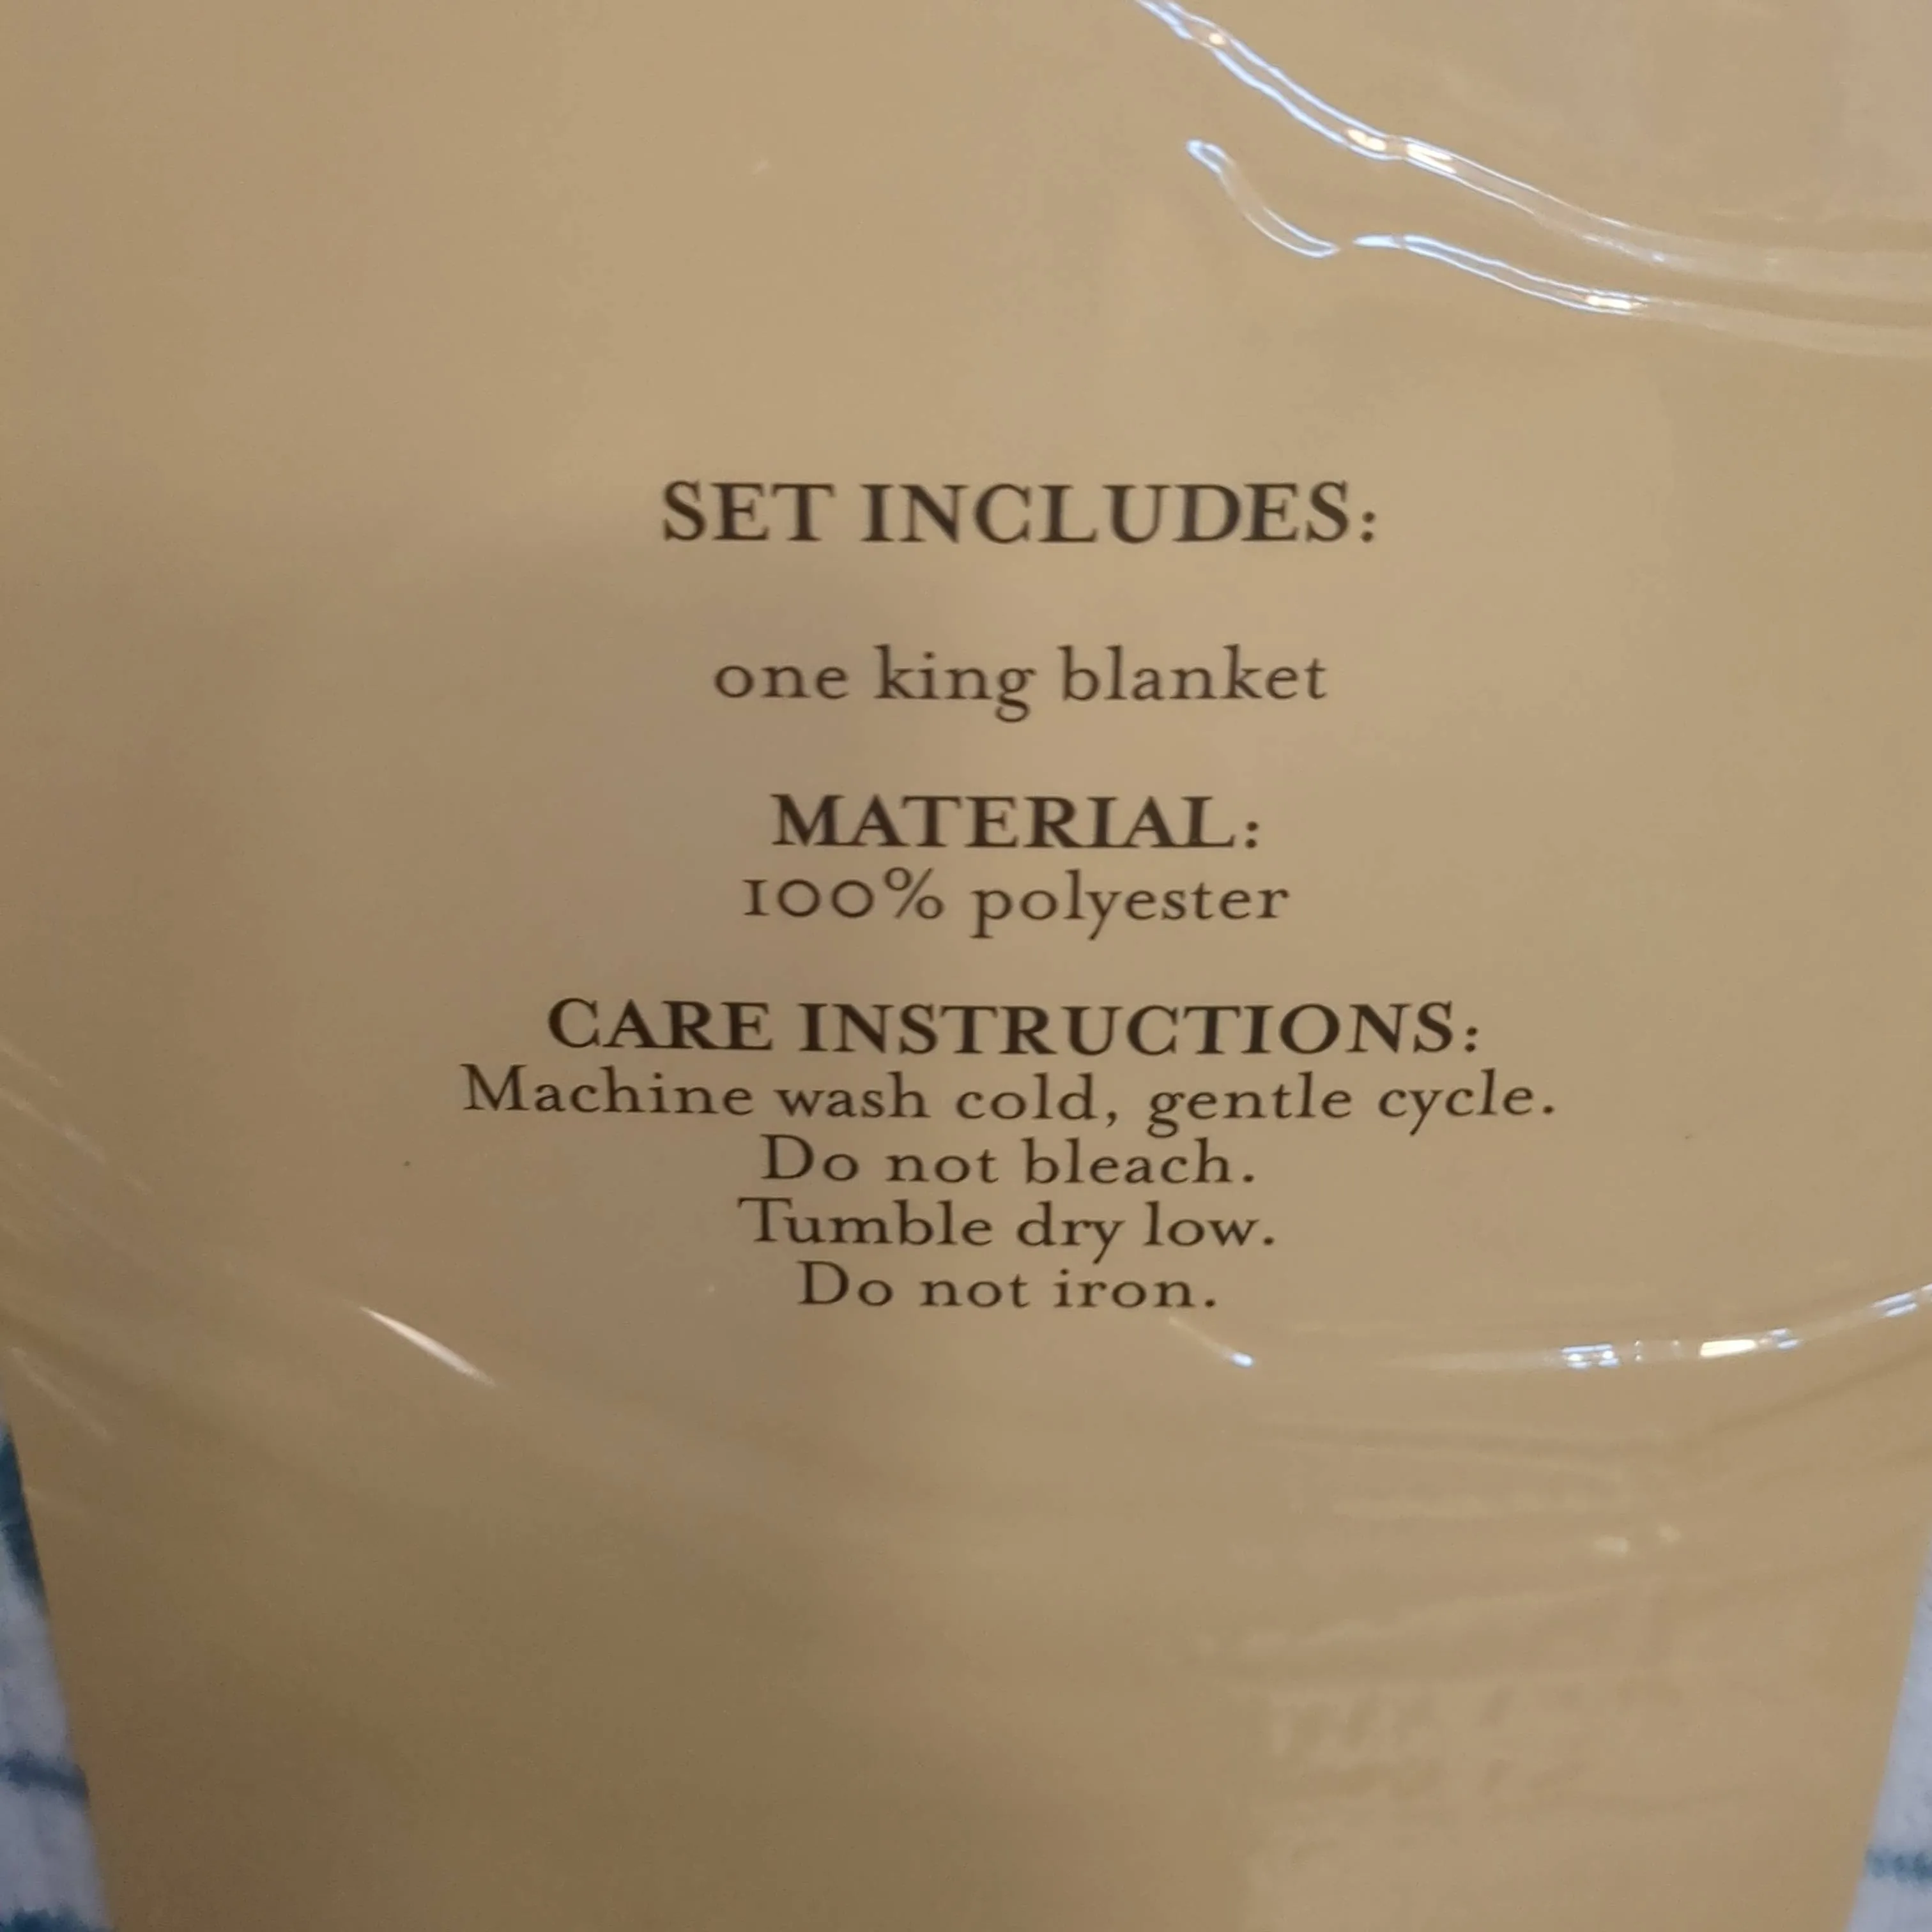 SET INCLUDES:
one king blanket
MATERIAL:
100% polyester
CARE INSTRUCTIONS:
Machine wash cold, gentle cycle.
Do not bleach.
Tumble dry low.
Do not iron.